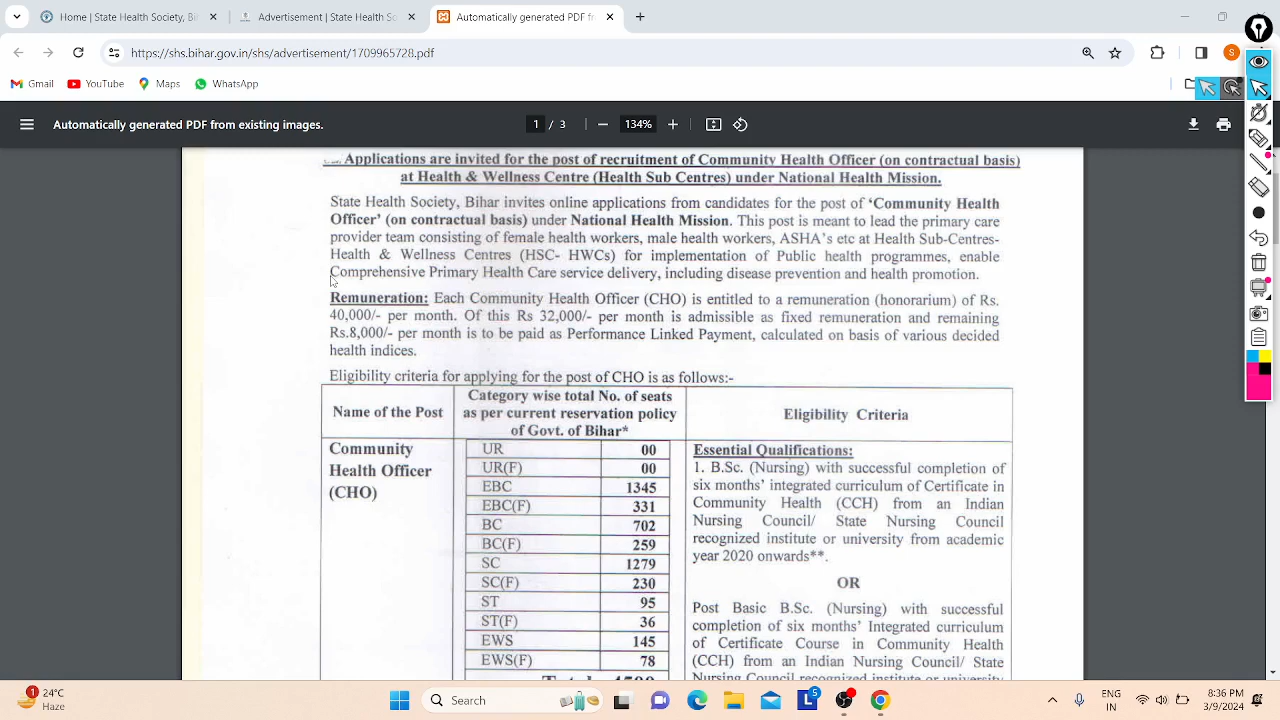 Home | State Health Society, Bi
Advertisement | State Health So
Automatically generated PDF fr
https://shs.bihar.gov.in/shs/advertisement/1709965728.pdf
S
Gmail
YouTube
Maps
WhatsApp
Automatically generated PDF from existing images.
1 / 3
134%
Applications are invited for the post of recruitment of Community Health Officer (on contractual basis)
at Health & Wellness Centre (Health Sub Centres) under National Health Mission.
State Health Society, Bihar invites online applications from candidates for the post of ‘Community Health
Officer’ (on contractual basis) under National Health Mission. This post is meant to lead the primary care
provider team consisting of female health workers, male health workers, ASHA’s etc at Health Sub-Centres-
Health & Wellness Centres (HSC- HWCs) for implementation of Public health programmes, enable
Comprehensive Primary Health Care service delivery, including disease prevention and health promotion.
Remuneration: Each Community Health Officer (CHO) is entitled to a remuneration (honorarium) of Rs.
40,000/- per month. Of this Rs 32,000/- per month is admissible as fixed remuneration and remaining
Rs.8,000/- per month is to be paid as Performance Linked Payment, calculated on basis of various decided
health indices.
Eligibility criteria for applying for the post of CHO is as follows:-
Name of the Post
Category wise total No. of seats
as per current reservation policy
of Govt. of Bihar*
Eligibility Criteria
Community
Health Officer
(CHO)
UR 00
UR(F) 00
EBC 1345
EBC(F) 331
BC 702
BC(F) 259
SC 1279
SC(F) 230
ST 95
ST(F) 36
EWS 145
EWS(F) 78
Essential Qualifications:
1. B.Sc. (Nursing) with successful completion of
six months’ integrated curriculum of Certificate in
Community Health (CCH) from an Indian
Nursing Council/ State Nursing Council
recognized institute or university from academic
year 2020 onwards**.
OR
Post Basic B.Sc. (Nursing) with successful
completion of six months’ Integrated curriculum
of Certificate Course in Community Health
(CCH) from an Indian Nursing Council/ State
Nursing Council recognized institute or university
1
24°C
Haze
Search
L
5
ENG
IN
8:36 PM
3/9/2024